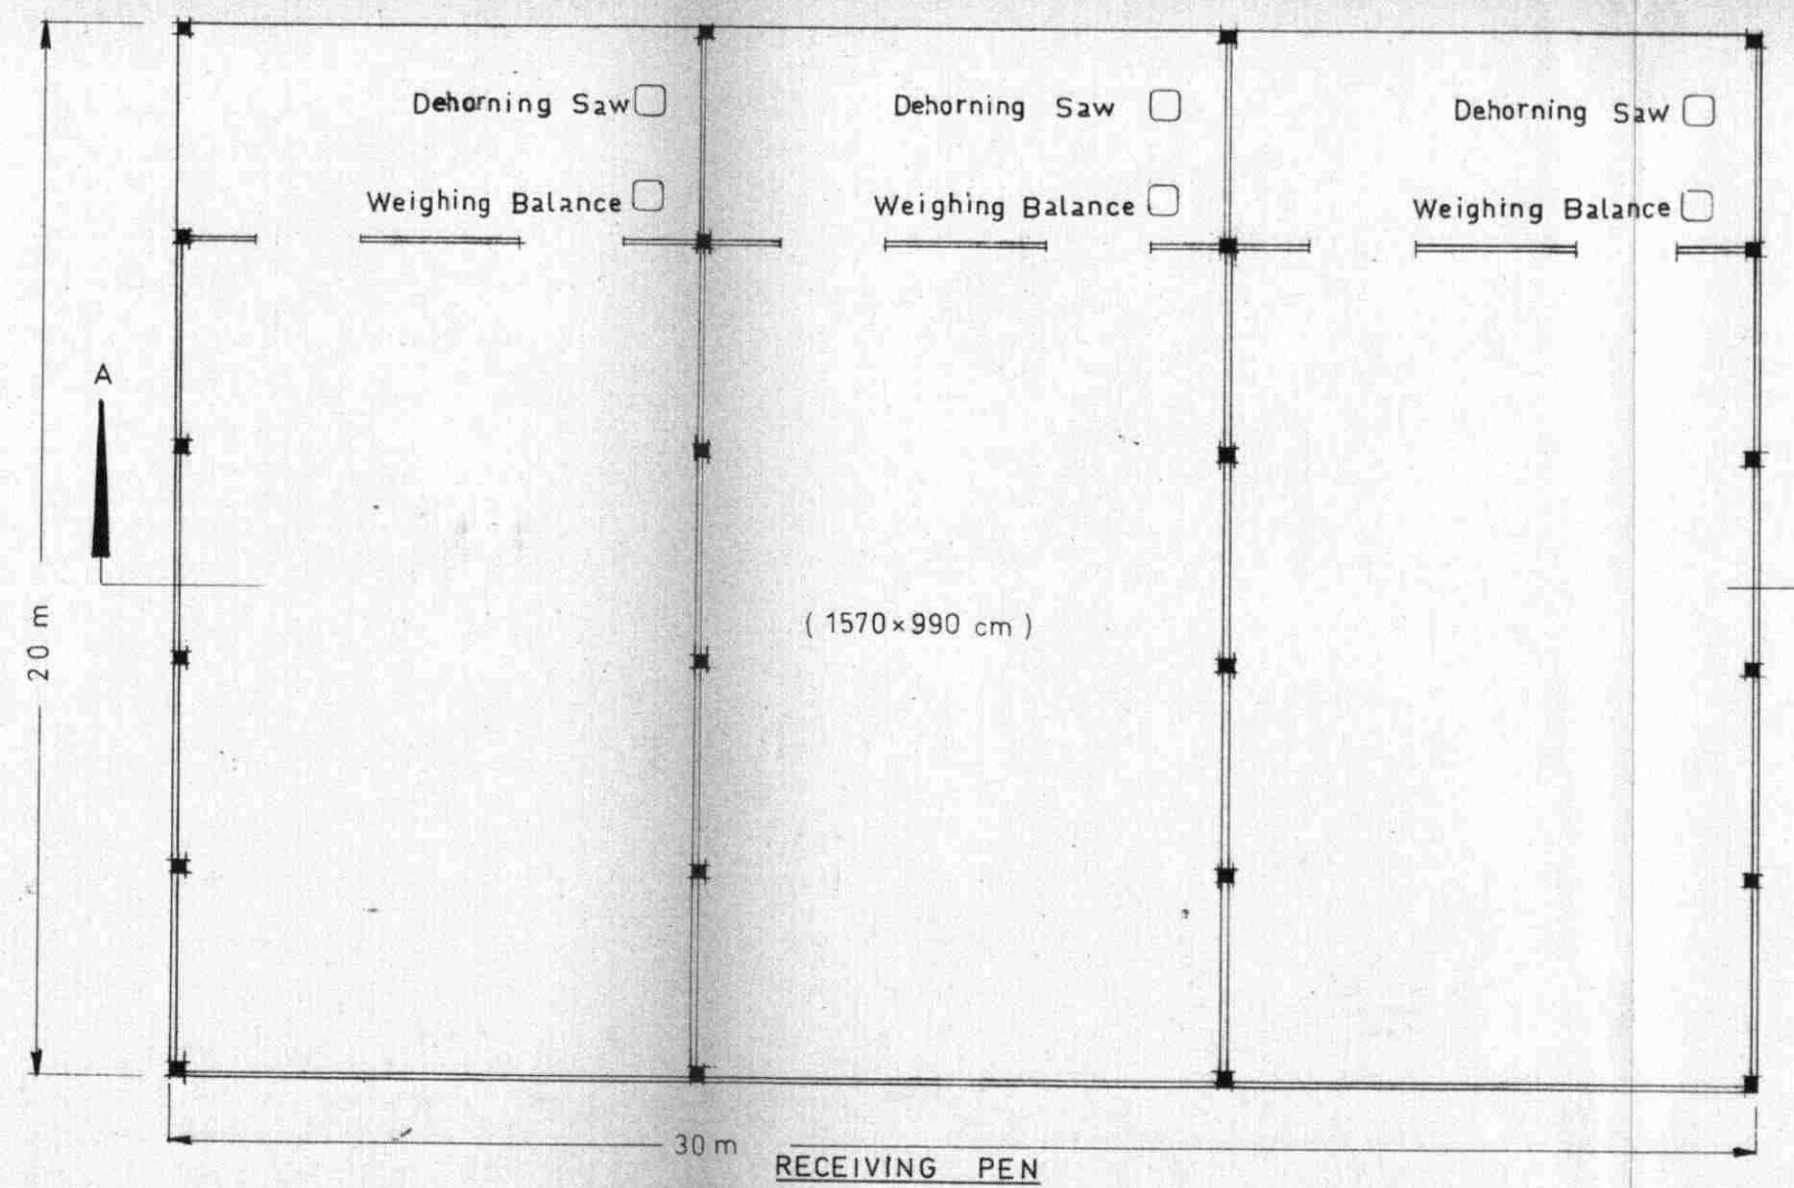 Dehorning Saw
Dehorning Saw
Dehorning Saw
Weighing Balance
Weighing Balance
Weighing Balance
A
20 m
( 1570×990 cm )
30 m
RECEIVING PEN